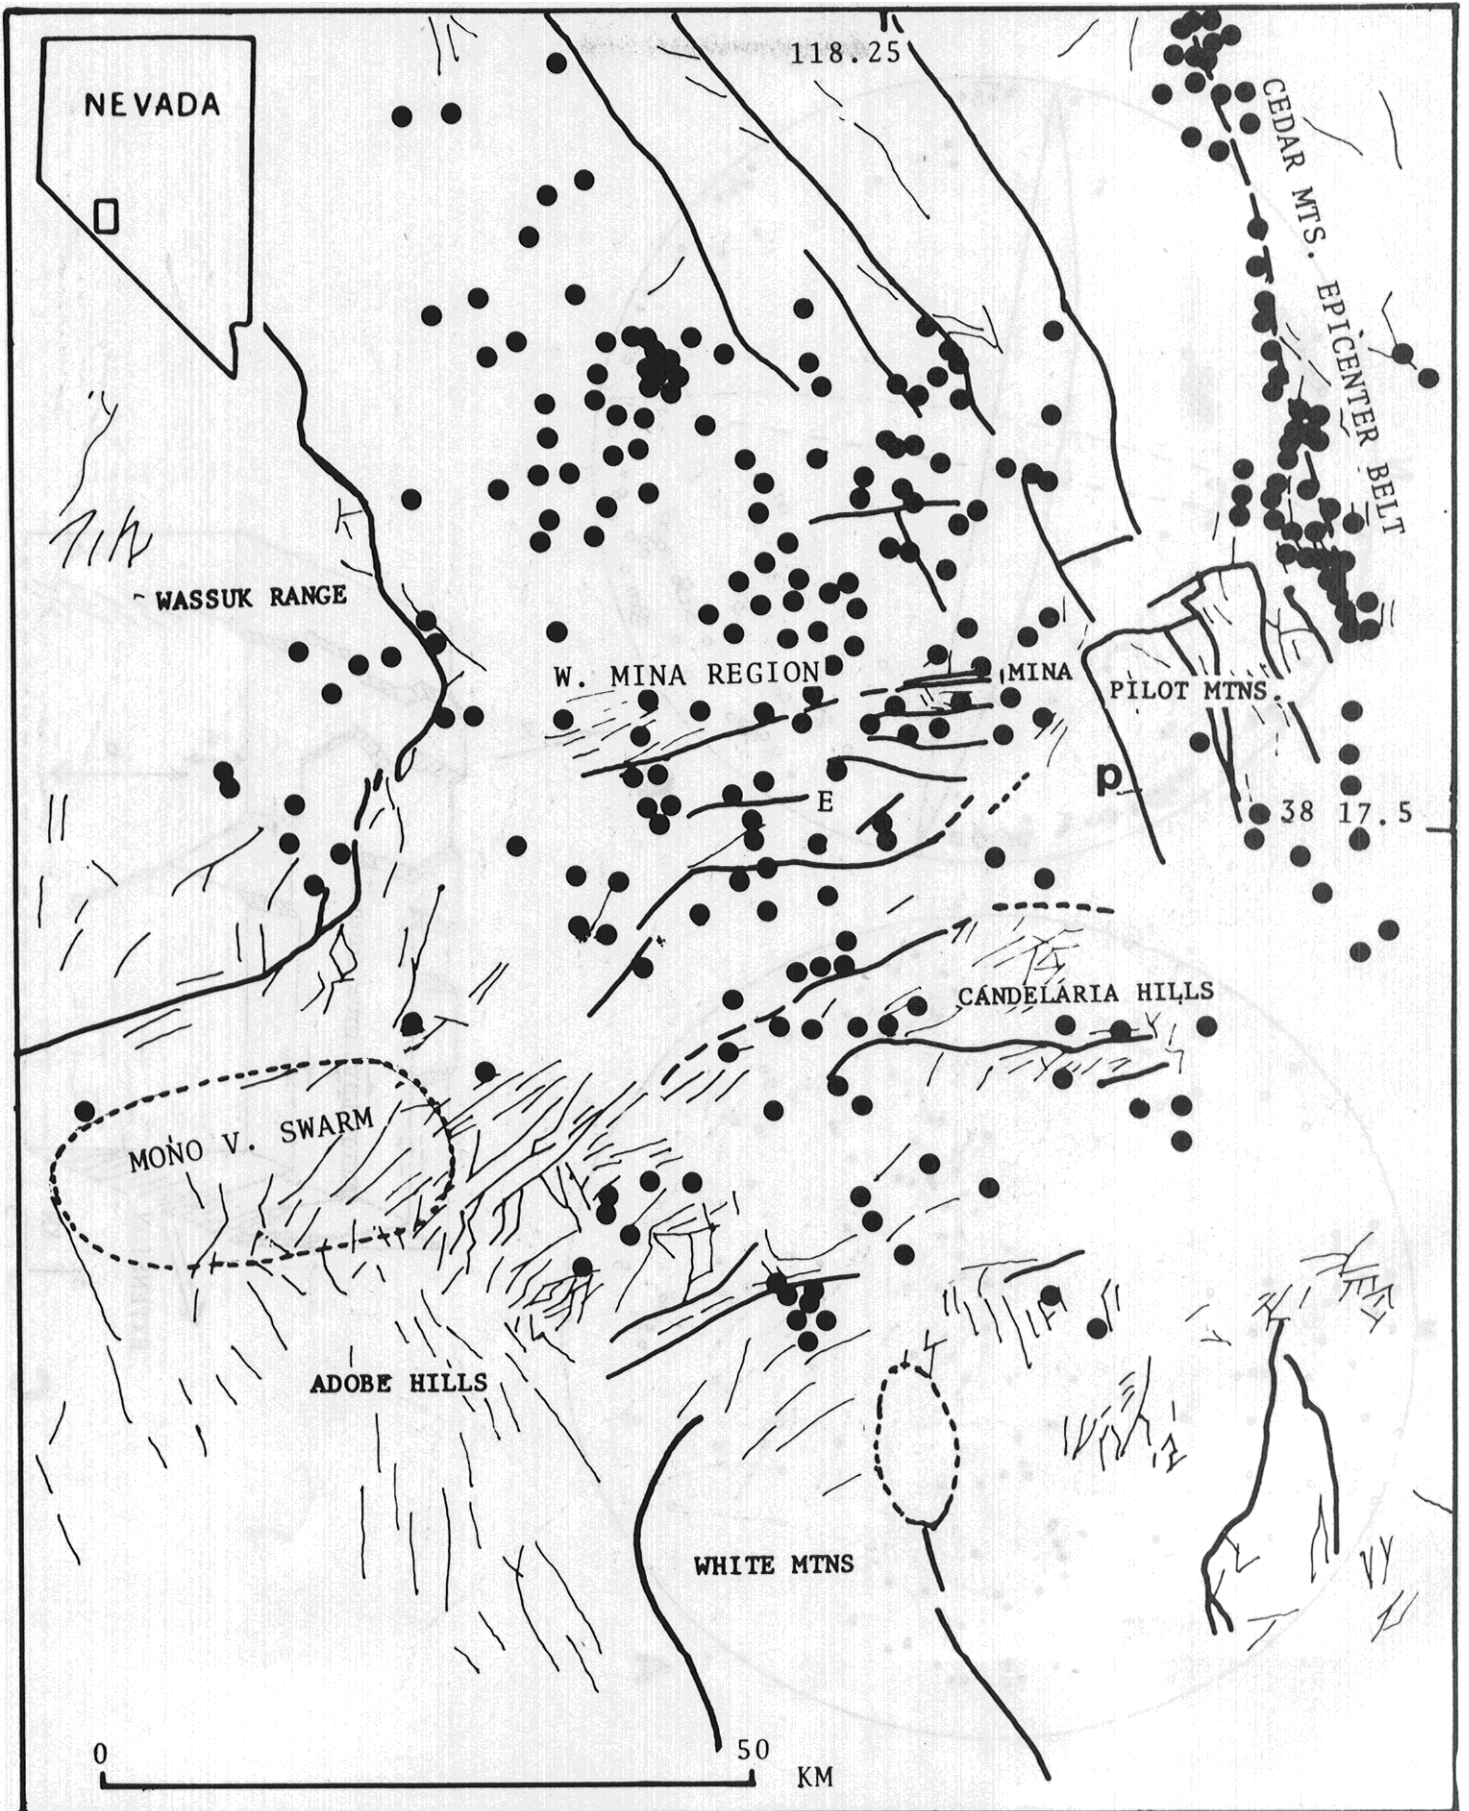 118.25
NEVADA
CEDAR MTS. EPICENTER BELT
WASSUK RANGE
W. MINA REGION
MINA
PILOT MTNS.
P
E
38 17.5
CANDELARIA HILLS
MONO V. SWARM
ADOBE HILLS
WHITE MTNS
0
50
KM